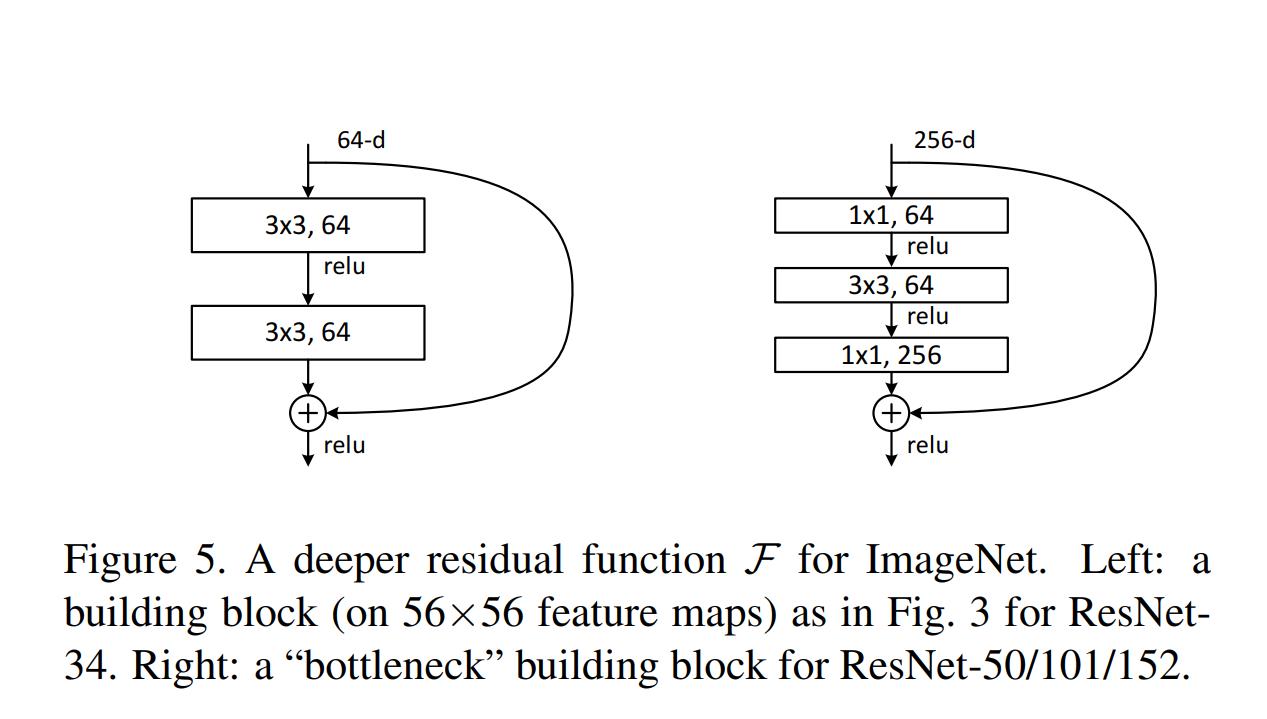 64-d
3x3, 64
relu
3x3, 64
relu
256-d
1x1, 64
relu
3x3, 64
relu
1x1, 256
relu
Figure 5. A deeper residual function ℱ for ImageNet. Left: a
building block (on 56×56 feature maps) as in Fig. 3 for ResNet-
34. Right: a “bottleneck” building block for ResNet-50/101/152.